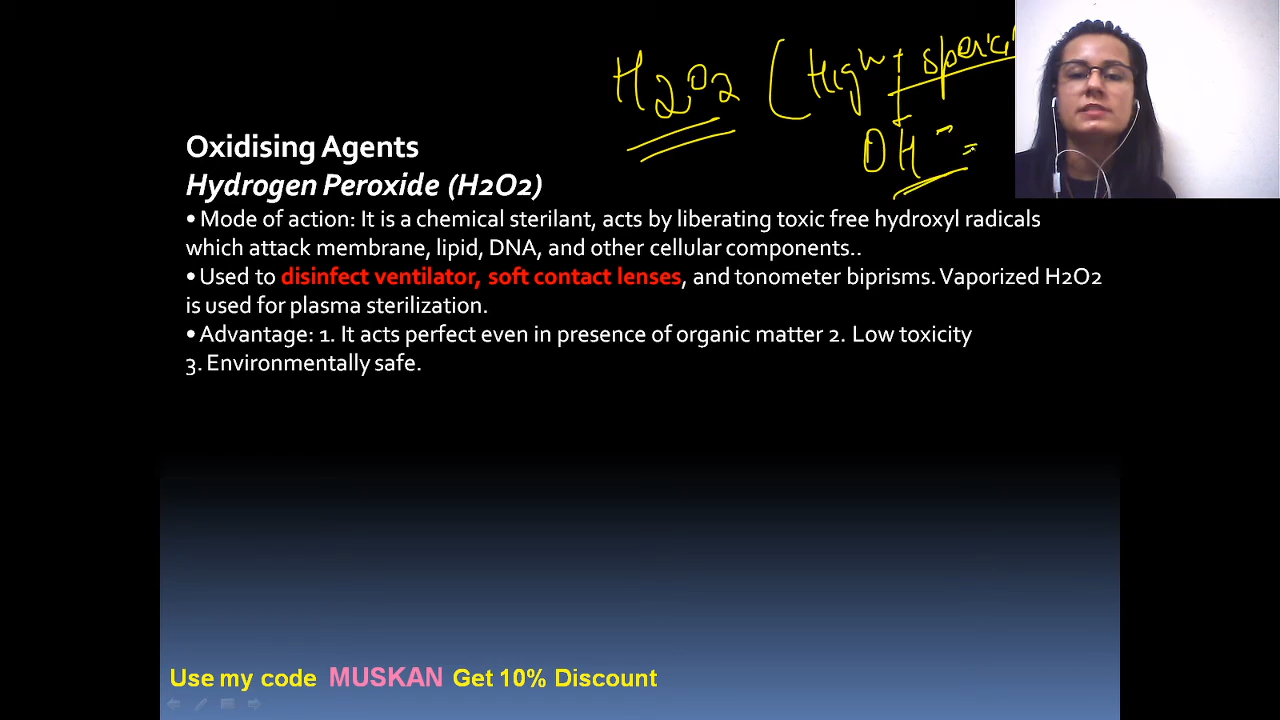 H2O2 (High
OH-
Oxidising Agents
Hydrogen Peroxide (H2O2)
• Mode of action: It is a chemical sterilant, acts by liberating toxic free hydroxyl radicals
which attack membrane, lipid, DNA, and other cellular components..
• Used to disinfect ventilator, soft contact lenses, and tonometer biprisms. Vaporized H2O2
is used for plasma sterilization.
• Advantage: 1. It acts perfect even in presence of organic matter 2. Low toxicity
3. Environmentally safe.
Use my code MUSKAN Get 10% Discount